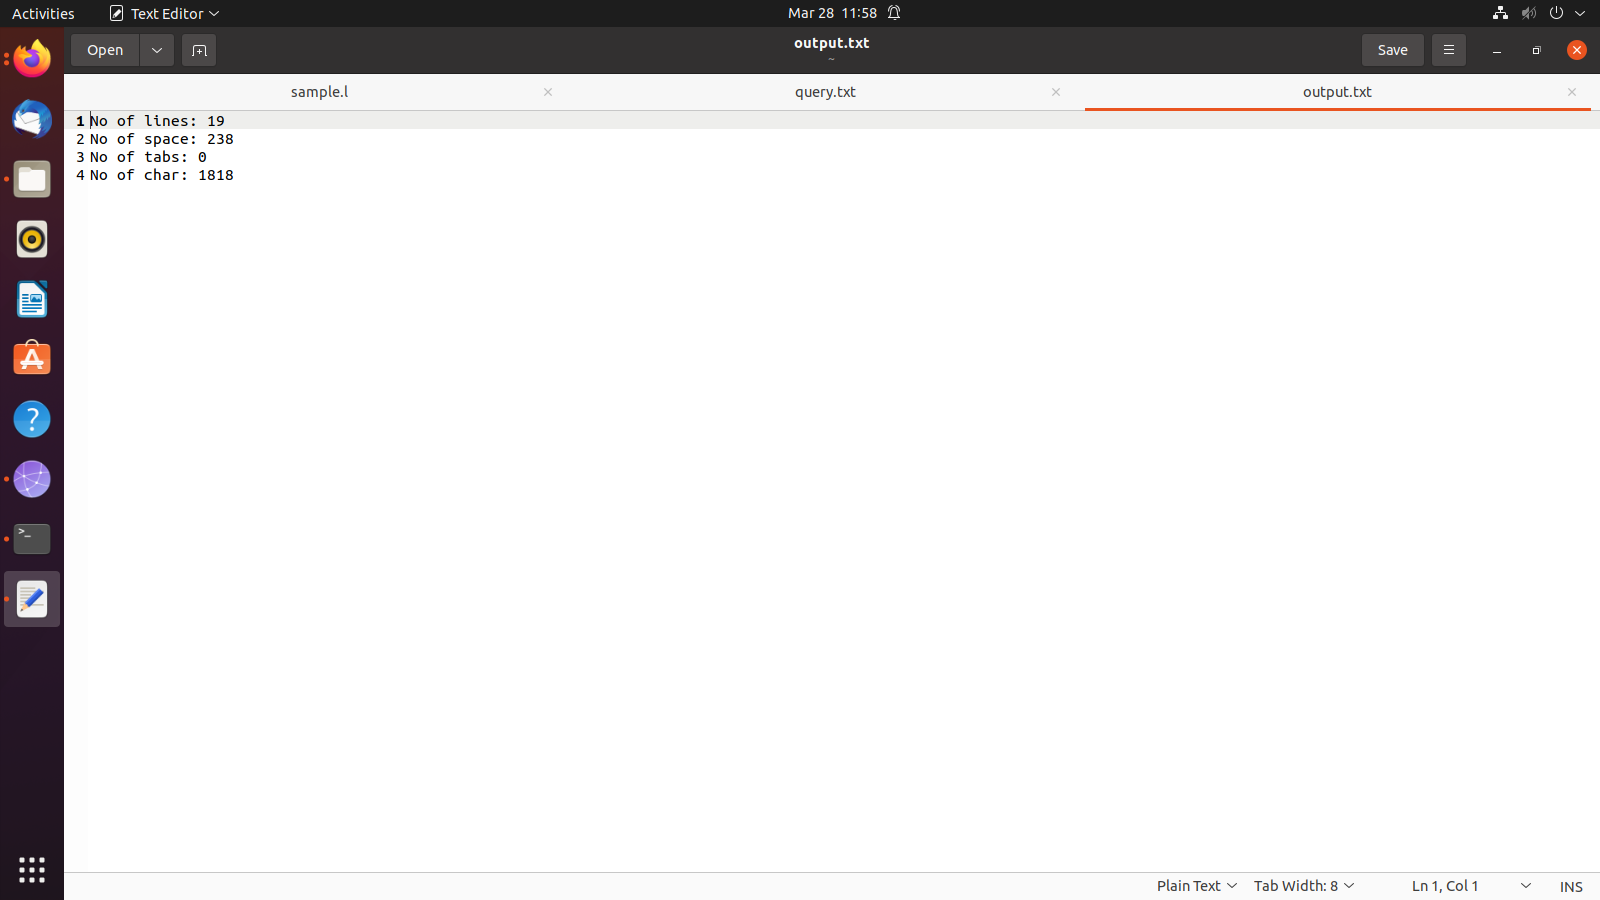 Activities Text Editor Mar 28 11:58
Open output.txt Save
~
sample.l query.txt output.txt
1 No of lines: 19
2 No of space: 238
3 No of tabs: 0
4 No of char: 1818
Plain Text Tab Width: 8 Ln 1, Col 1 INS